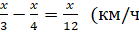 x/3 − x/4 = x/12 (км/ч